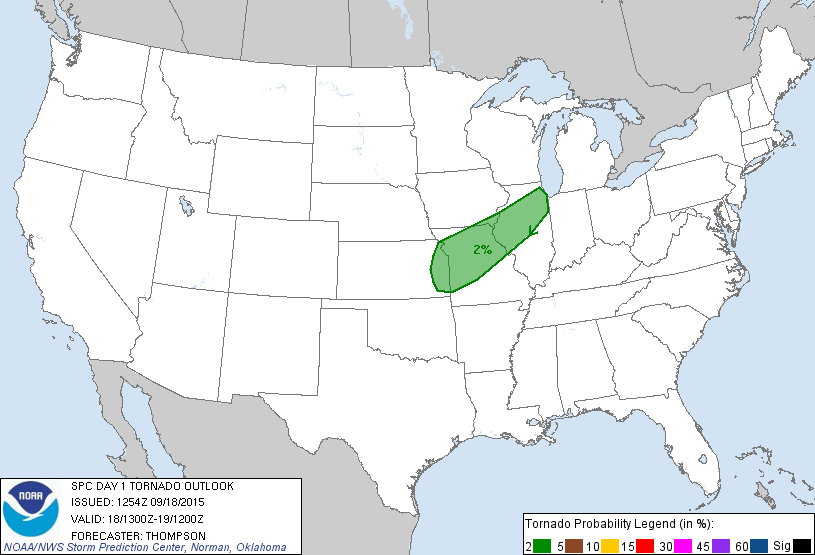 2%
NOAA
SPC DAY 1 TORNADO OUTLOOK
ISSUED: 1254Z 09/18/2015
VALID: 18/1300Z-19/1200Z
FORECASTER: THOMPSON
NOAA/NWS Storm Prediction Center, Norman, Oklahoma
Tornado Probability Legend (in %):
2 5 10 15 30 45 60 Sig